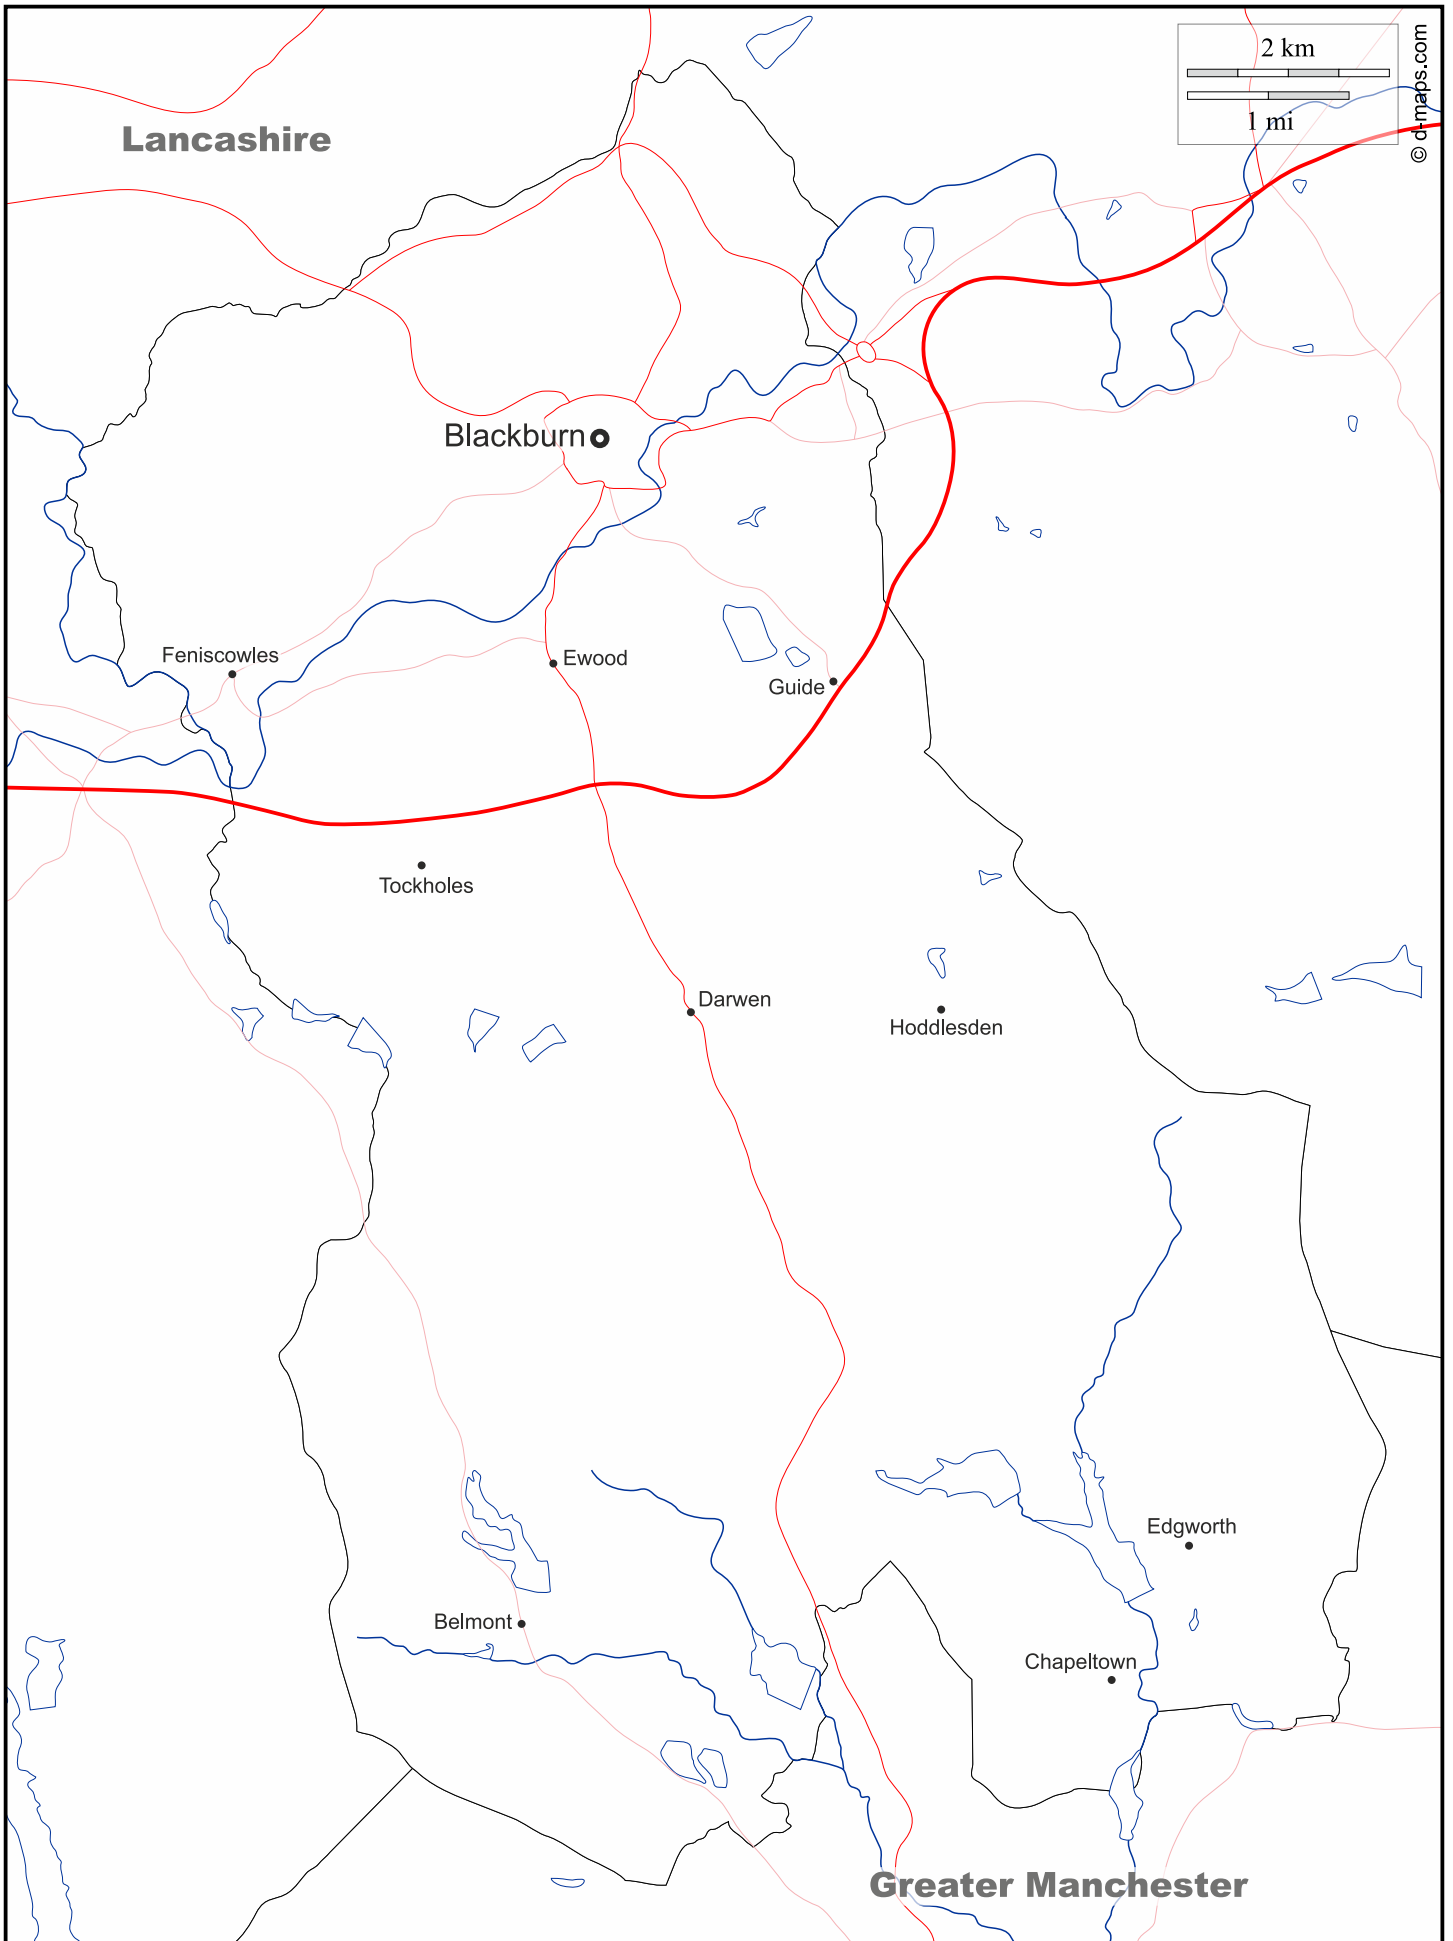 2 km
1 mi
© d-maps.com
Lancashire
Blackburn
Feniscowles
Ewood
Guide
Tockholes
Darwen
Hoddlesden
Edgworth
Belmont
Chapeltown
Greater Manchester